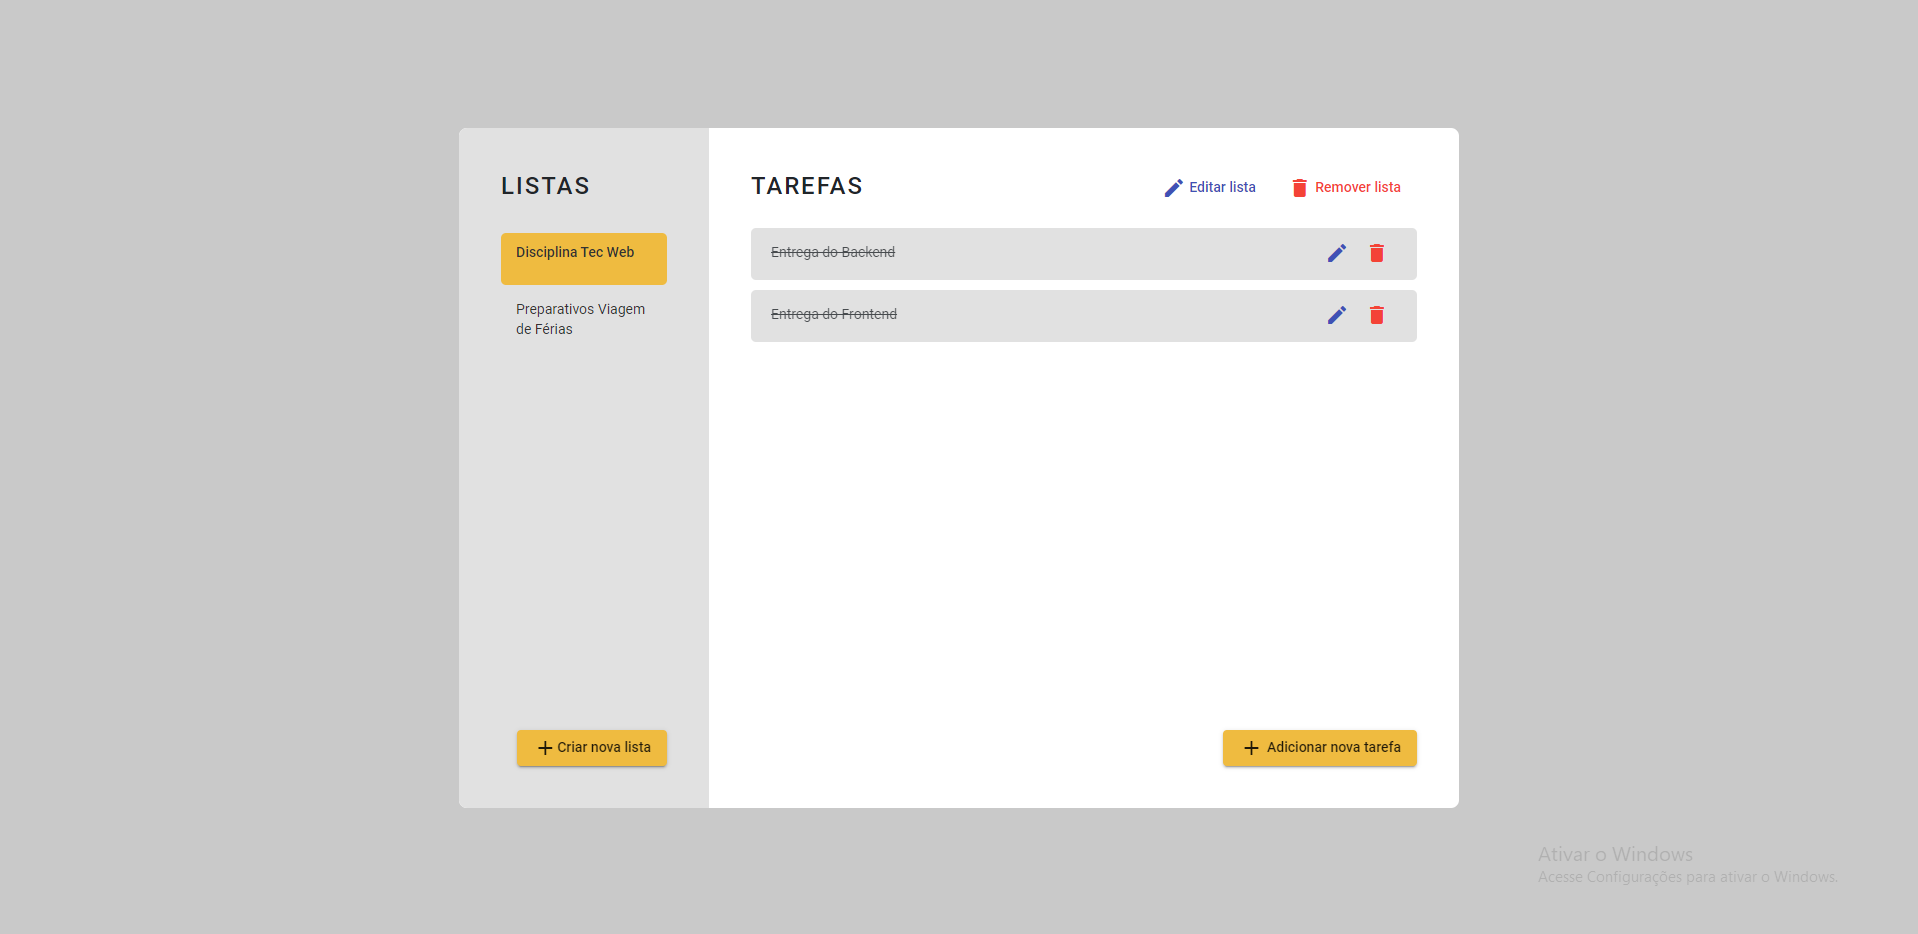 LISTAS
Disciplina Tec Web
Preparativos Viagem
de Férias
Criar nova lista
TAREFAS
Editar lista
Remover lista
Entrega do Backend
Entrega do Frontend
Adicionar nova tarefa
Ativar o Windows
Acesse Configurações para ativar o Windows.